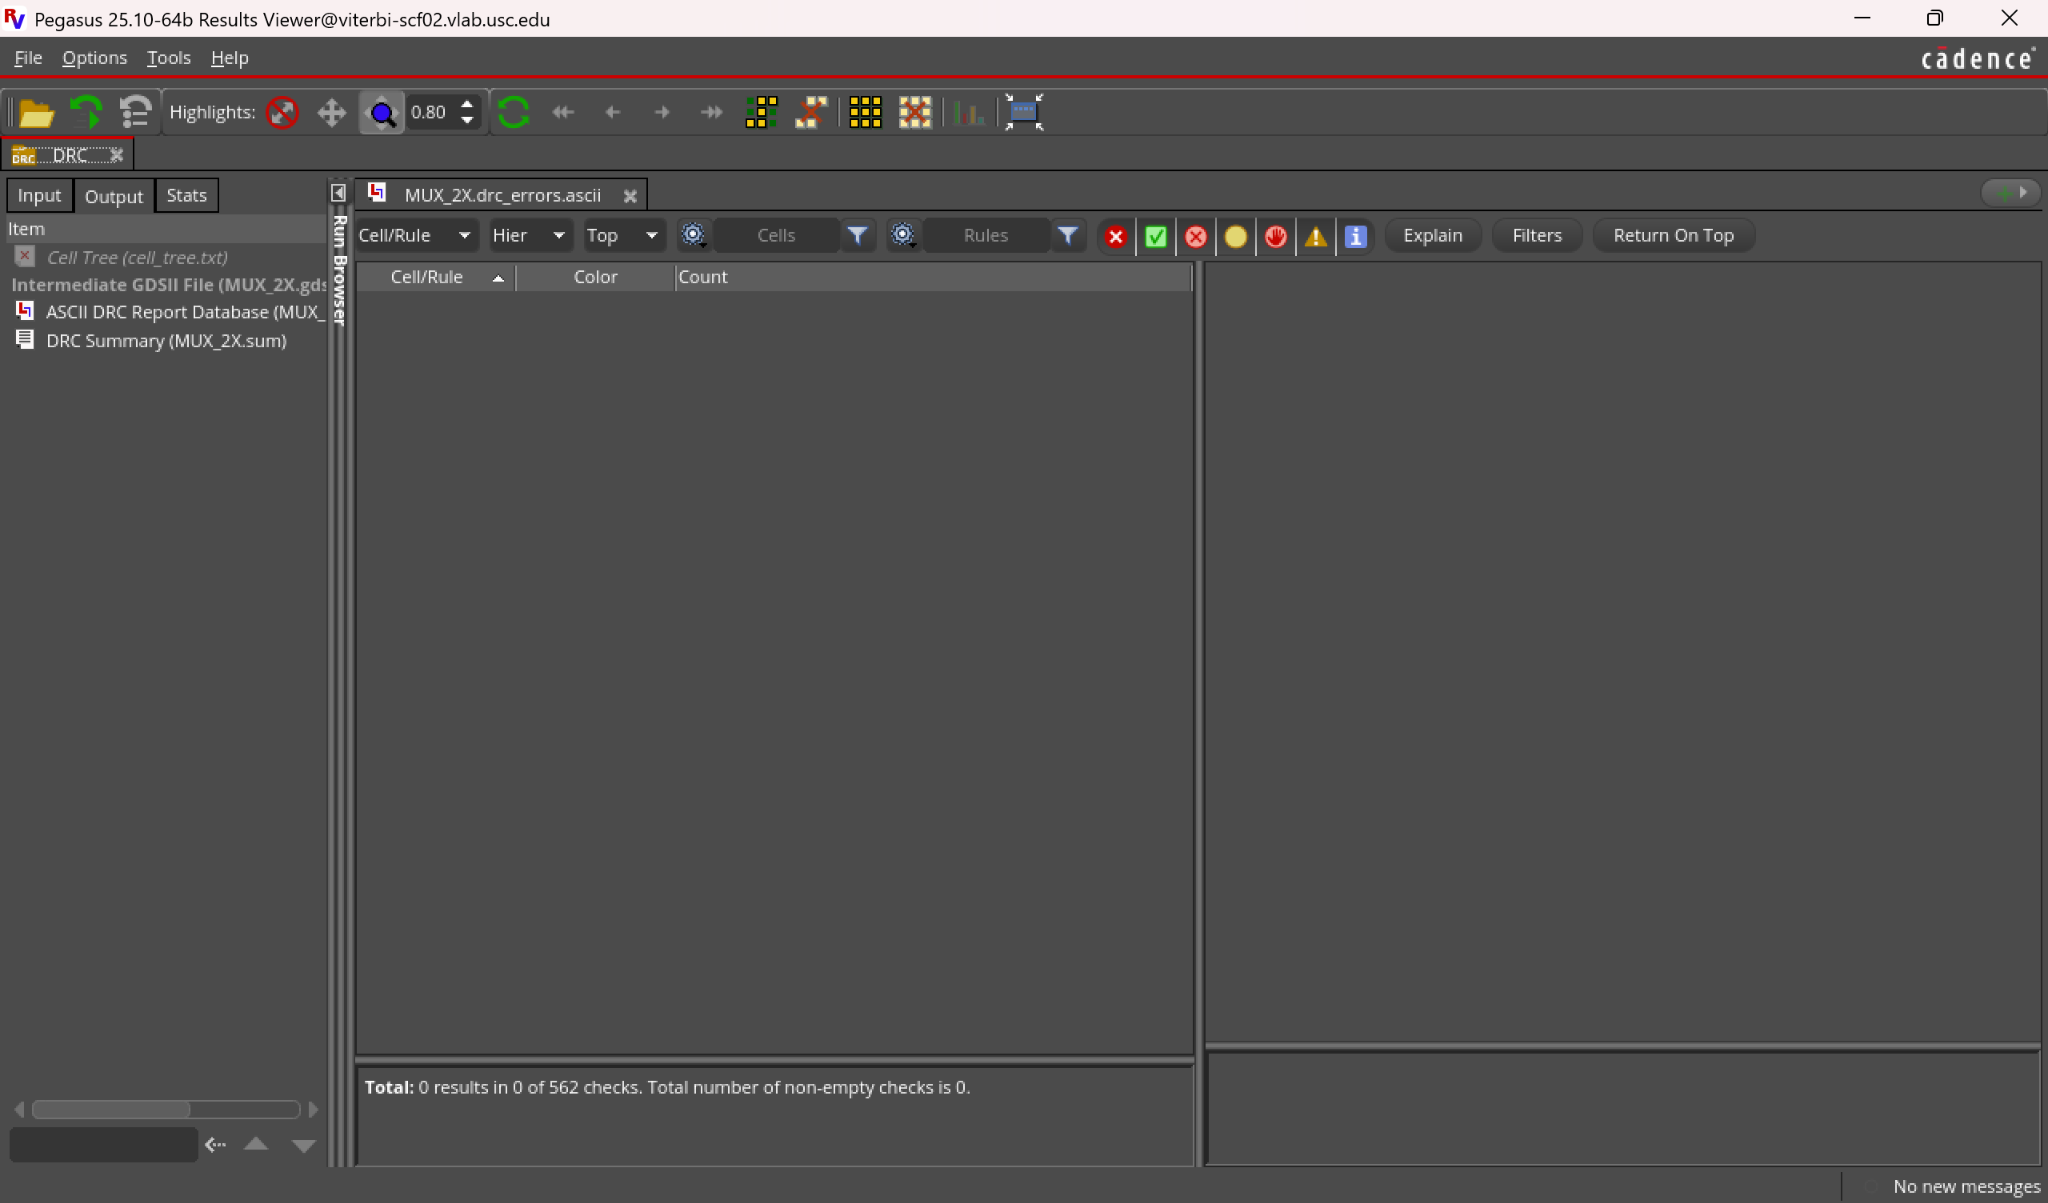 Pegasus 25.10-64b Results Viewer@viterbi-scf02.vlab.usc.edu
File Options Tools Help
cādence
Highlights: 0.80
DRC DRC
Input Output Stats
MUX_2X.drc_errors.ascii
Item
Cell/Rule Hier Top Cells Rules Explain Filters Return On Top
Run Browser
Cell Tree (cell_tree.txt)
Intermediate GDSII File (MUX_2X.gds
ASCII DRC Report Database (MUX_
DRC Summary (MUX_2X.sum)
Cell/Rule Color Count
Total: 0 results in 0 of 562 checks. Total number of non-empty checks is 0.
No new messages